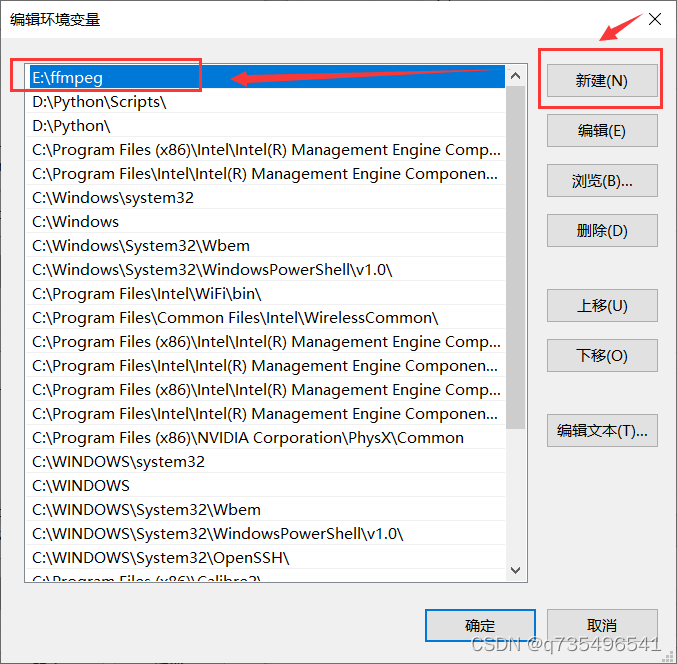 编辑环境变量
E:\ffmpeg
D:\Python\Scripts\
D:\Python\
C:\Program Files (x86)\Intel\Intel(R) Management Engine Comp...
C:\Program Files\Intel\Intel(R) Management Engine Componen...
C:\Windows\system32
C:\Windows
C:\Windows\System32\Wbem
C:\Windows\System32\WindowsPowerShell\v1.0\
C:\Program Files\Intel\WiFi\bin\
C:\Program Files\Common Files\Intel\WirelessCommon\
C:\Program Files (x86)\Intel\Intel(R) Management Engine Comp...
C:\Program Files\Intel\Intel(R) Management Engine Componen...
C:\Program Files (x86)\Intel\Intel(R) Management Engine Comp...
C:\Program Files\Intel\Intel(R) Management Engine Componen...
C:\Program Files (x86)\NVIDIA Corporation\PhysX\Common
C:\WINDOWS\system32
C:\WINDOWS
C:\WINDOWS\System32\Wbem
C:\WINDOWS\System32\WindowsPowerShell\v1.0\
C:\WINDOWS\System32\OpenSSH\
C:\Program Files (x86)\Calibre2\
新建(N)
编辑(E)
浏览(B)...
删除(D)
上移(U)
下移(O)
编辑文本(T)...
确定
取消
CSDN @q735496541